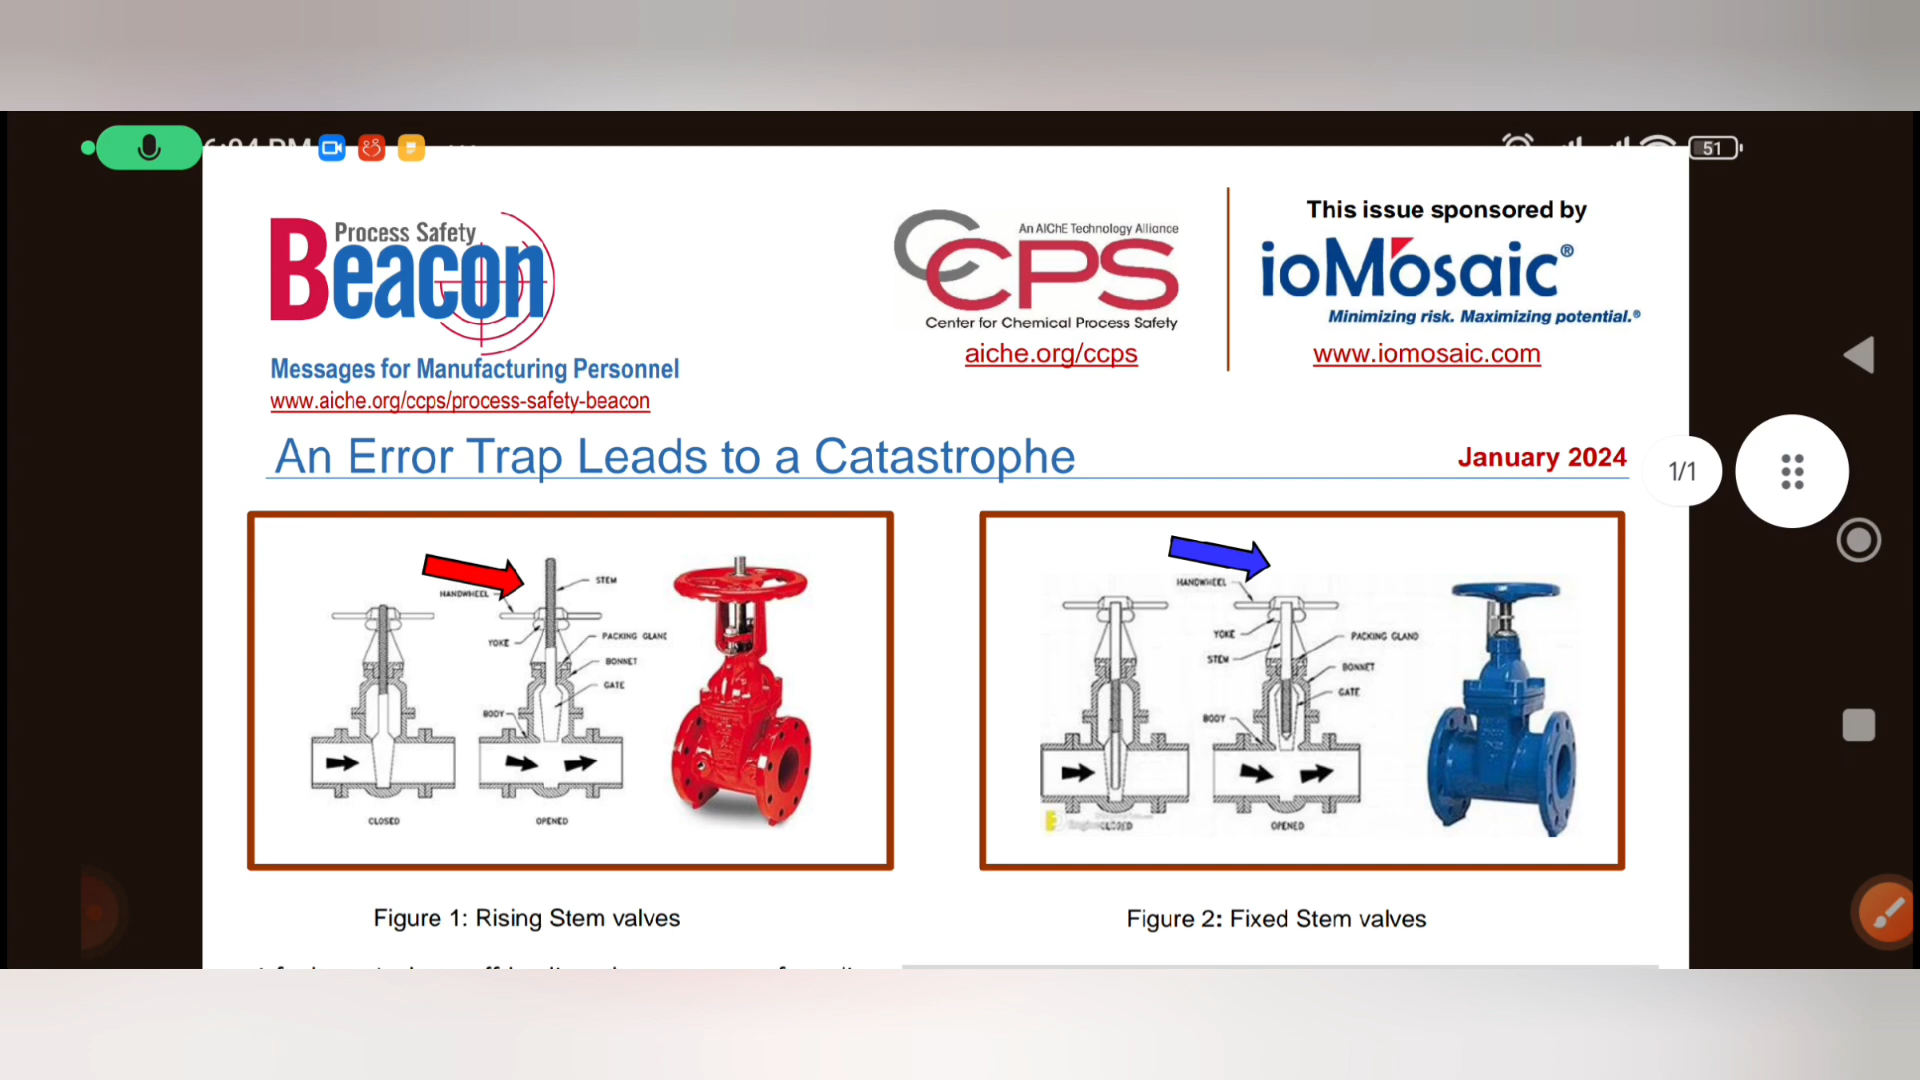 51
Process Safety
Beacon
Messages for Manufacturing Personnel
www.aiche.org/ccps/process-safety-beacon
An AIChE Technology Alliance
CCPS
Center for Chemical Process Safety
aiche.org/ccps
This issue sponsored by
ioMosaic®
Minimizing risk. Maximizing potential.®
www.iomosaic.com
An Error Trap Leads to a Catastrophe
January 2024
1/1
STEM
HANDWHEEL
YOKE
PACKING GLAND
BONNET
GATE
BODY
CLOSED
OPENED
HANDWHEEL
YOKE
PACKING GLAND
STEM
BONNET
GATE
BODY
CLOSED
OPENED
Figure 1: Rising Stem valves
Figure 2: Fixed Stem valves